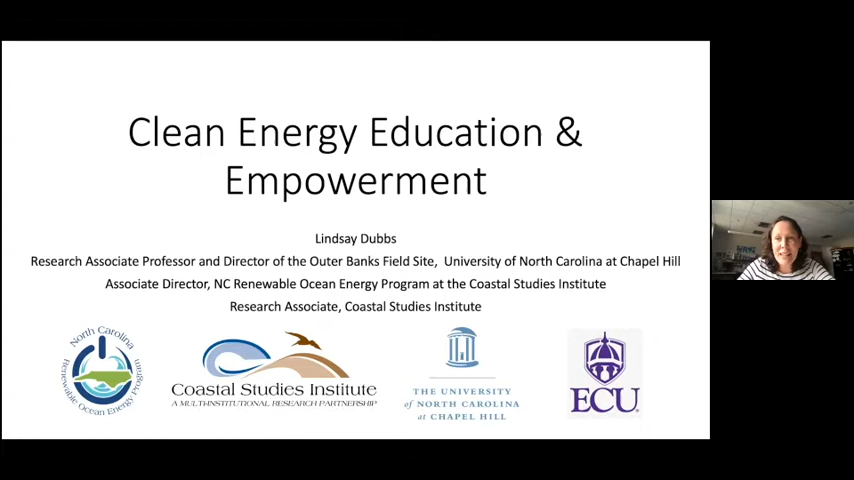 Clean Energy Education &
Empowerment
Lindsay Dubbs
Research Associate Professor and Director of the Outer Banks Field Site, University of North Carolina at Chapel Hill
Associate Director, NC Renewable Ocean Energy Program at the Coastal Studies Institute
Research Associate, Coastal Studies Institute
North Carolina
Renewable Ocean Energy Program
Coastal Studies Institute
A MULTI-INSTITUTIONAL RESEARCH PARTNERSHIP
THE UNIVERSITY
of NORTH CAROLINA
at CHAPEL HILL
ECU